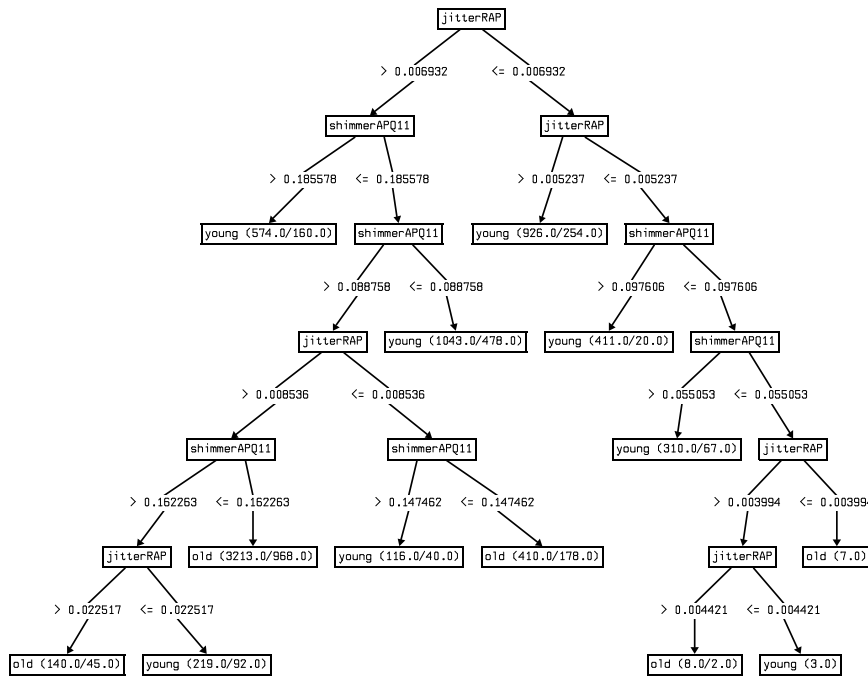 jitterRAP
> 0.006932
<= 0.006932
shimmerAPQ11
jitterRAP
> 0.185578
<= 0.185578
> 0.005237
<= 0.005237
young (574.0/160.0)
shimmerAPQ11
young (926.0/254.0)
shimmerAPQ11
> 0.088758
<= 0.088758
> 0.097606
<= 0.097606
jitterRAP
young (1043.0/478.0)
young (411.0/20.0)
shimmerAPQ11
> 0.008536
<= 0.008536
> 0.055053
<= 0.055053
shimmerAPQ11
shimmerAPQ11
young (310.0/67.0)
jitterRAP
> 0.162263
<= 0.162263
> 0.147462
<= 0.147462
> 0.003994
<= 0.003994
jitterRAP
old (3213.0/968.0)
young (116.0/40.0)
old (410.0/178.0)
jitterRAP
old (7.0)
> 0.022517
<= 0.022517
> 0.004421
<= 0.004421
old (140.0/45.0)
young (219.0/92.0)
old (8.0/2.0)
young (3.0)